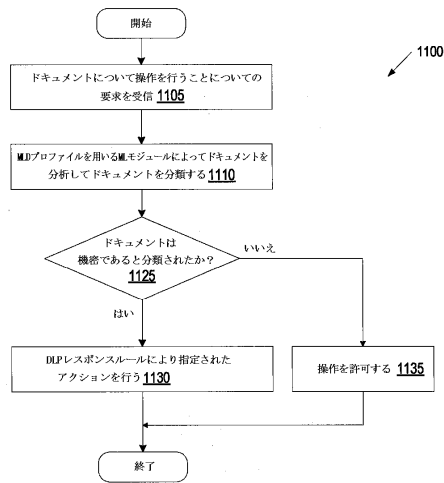 開始
1100
ドキュメントについて操作を行うことについての
要求を受信 1105
MLDプロファイルを用いるMLモジュールによってドキュメントを
分析してドキュメントを分類する 1110
ドキュメントは
機密であると分類されたか？
1125
いいえ
はい
DLPレスポンスルールにより指定された
アクションを行う 1130
操作を許可する 1135
終了